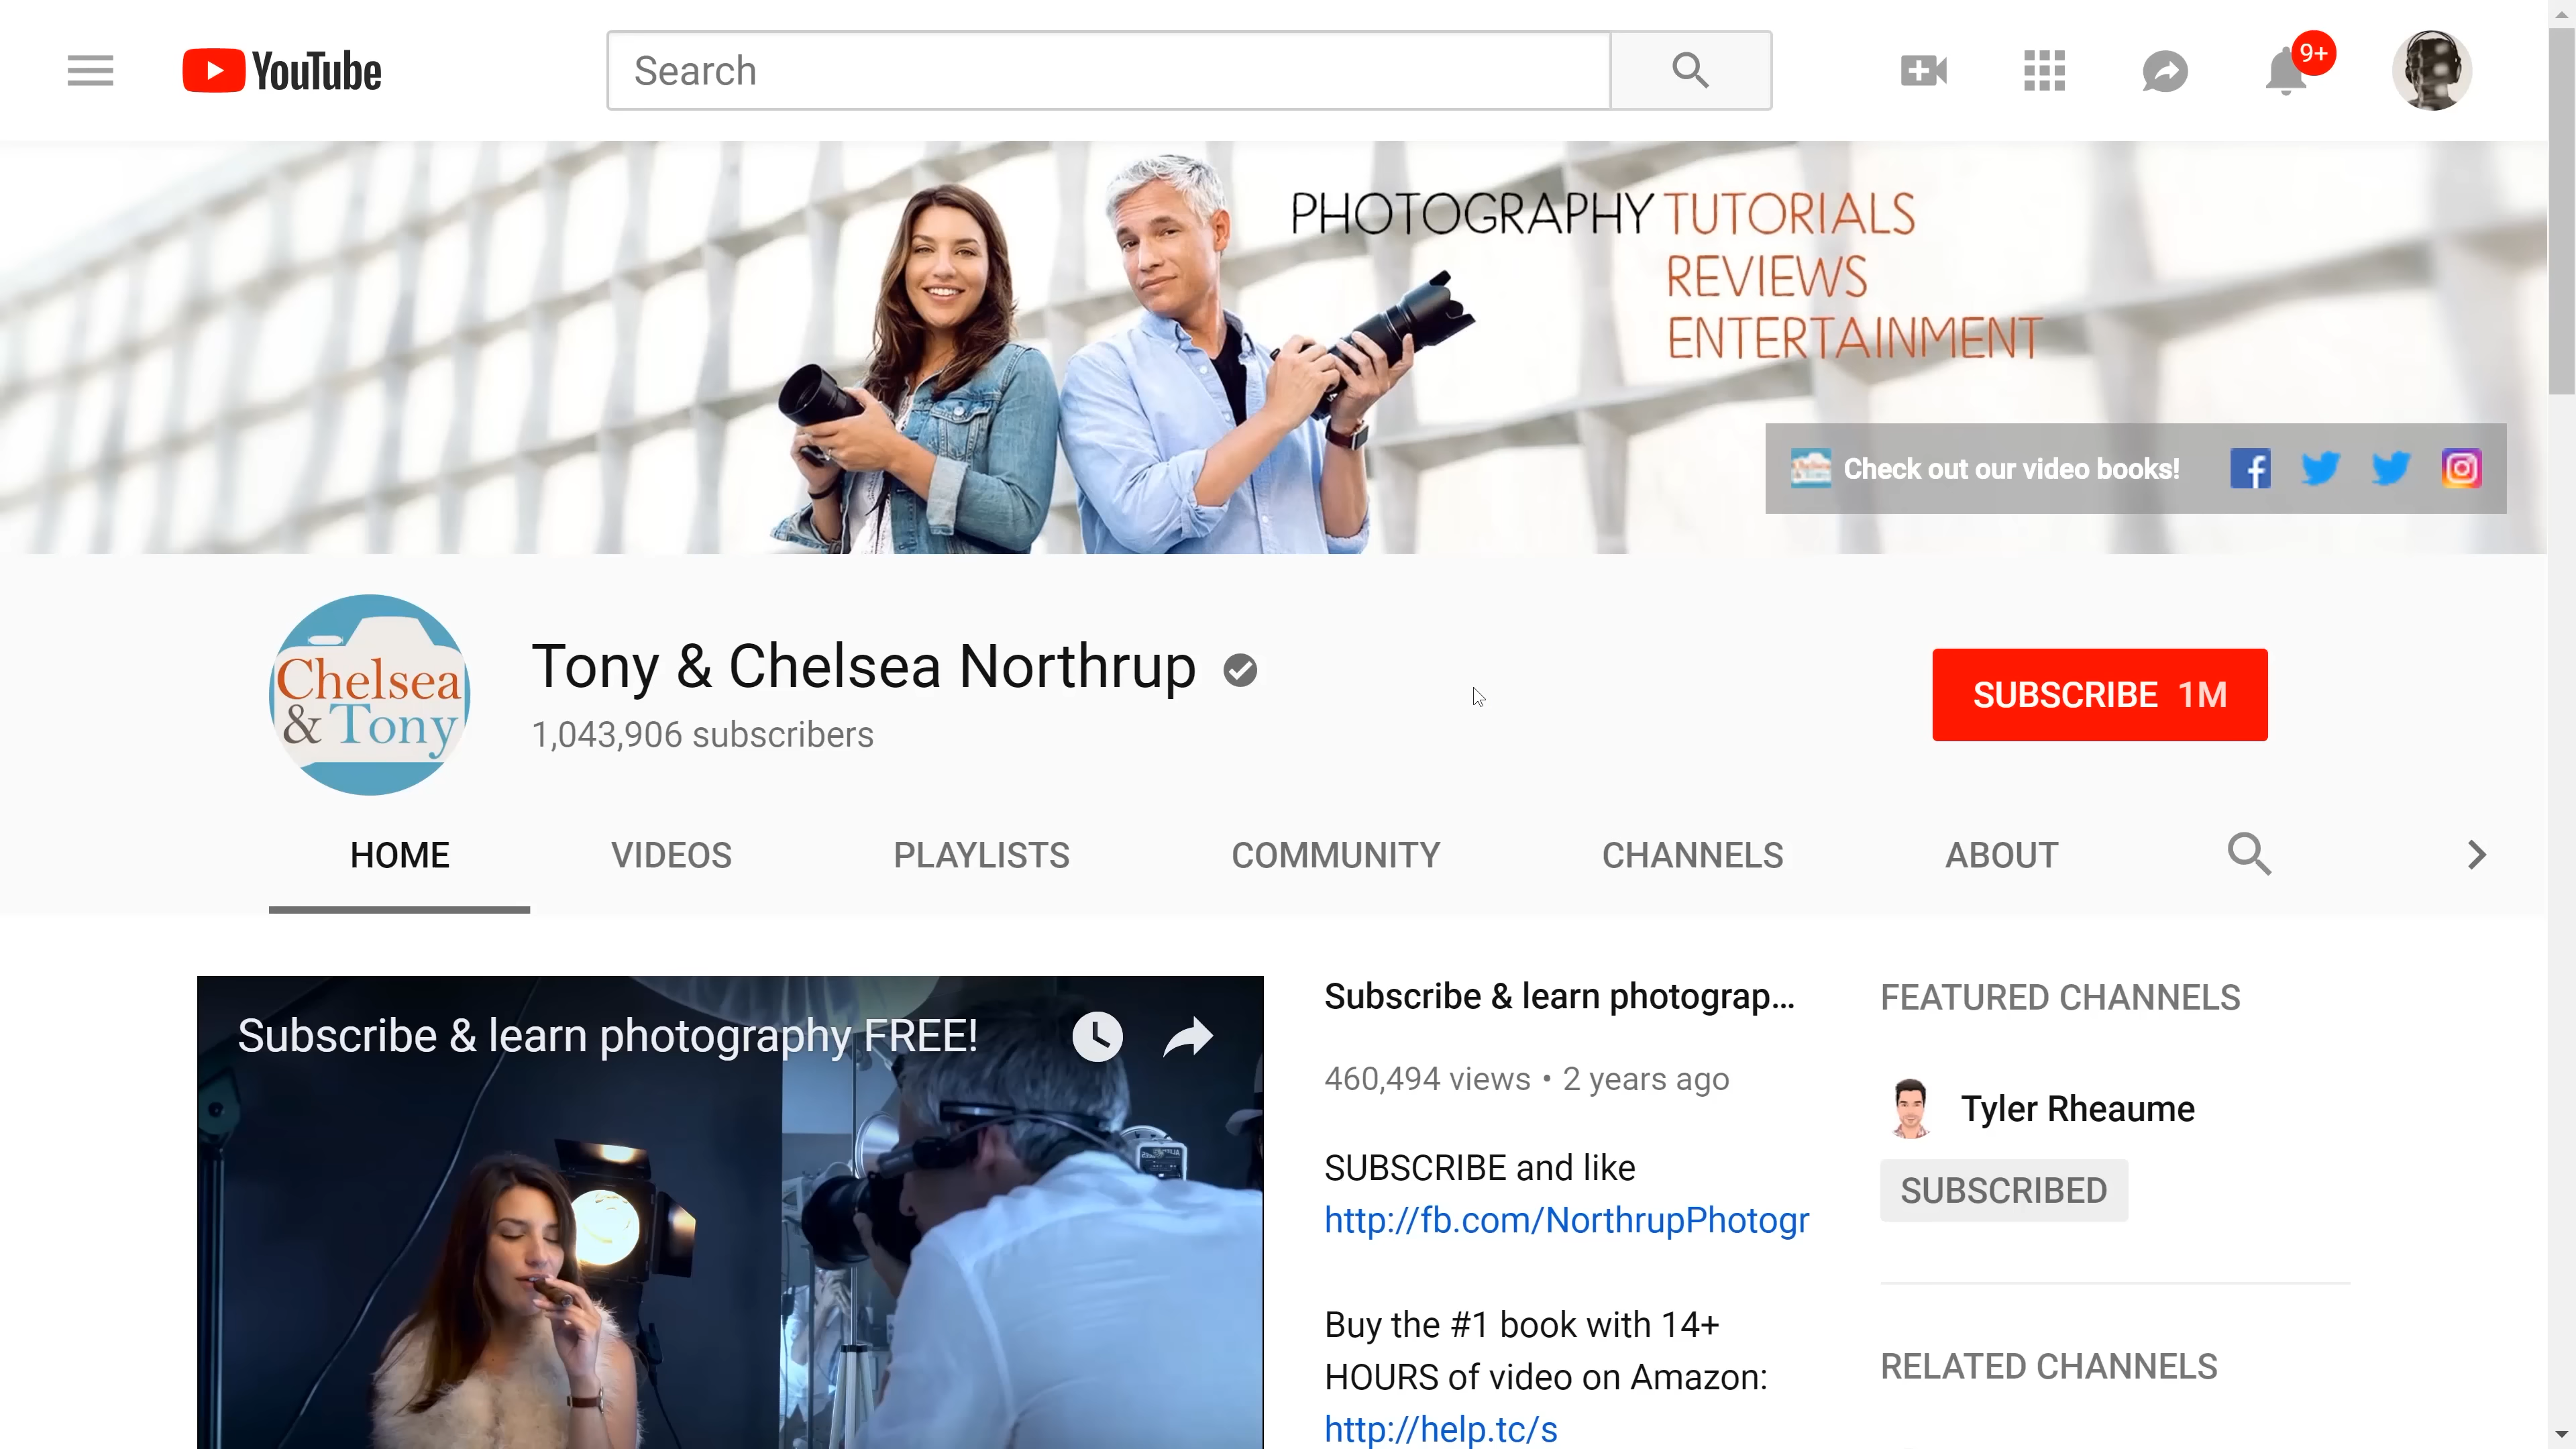 YouTube
Search
9+
PHOTOGRAPHY TUTORIALS
REVIEWS
ENTERTAINMENT
Check out our video books!
Chelsea
& Tony
Tony & Chelsea Northrup
1,043,906 subscribers
SUBSCRIBE 1M
HOME VIDEOS PLAYLISTS COMMUNITY CHANNELS ABOUT
Subscribe & learn photography FREE!
Subscribe & learn photograp...
460,494 views • 2 years ago
SUBSCRIBE and like
http://fb.com/NorthrupPhotogr
Buy the #1 book with 14+
HOURS of video on Amazon:
http://help.tc/s
FEATURED CHANNELS
Tyler Rheaume
SUBSCRIBED
RELATED CHANNELS